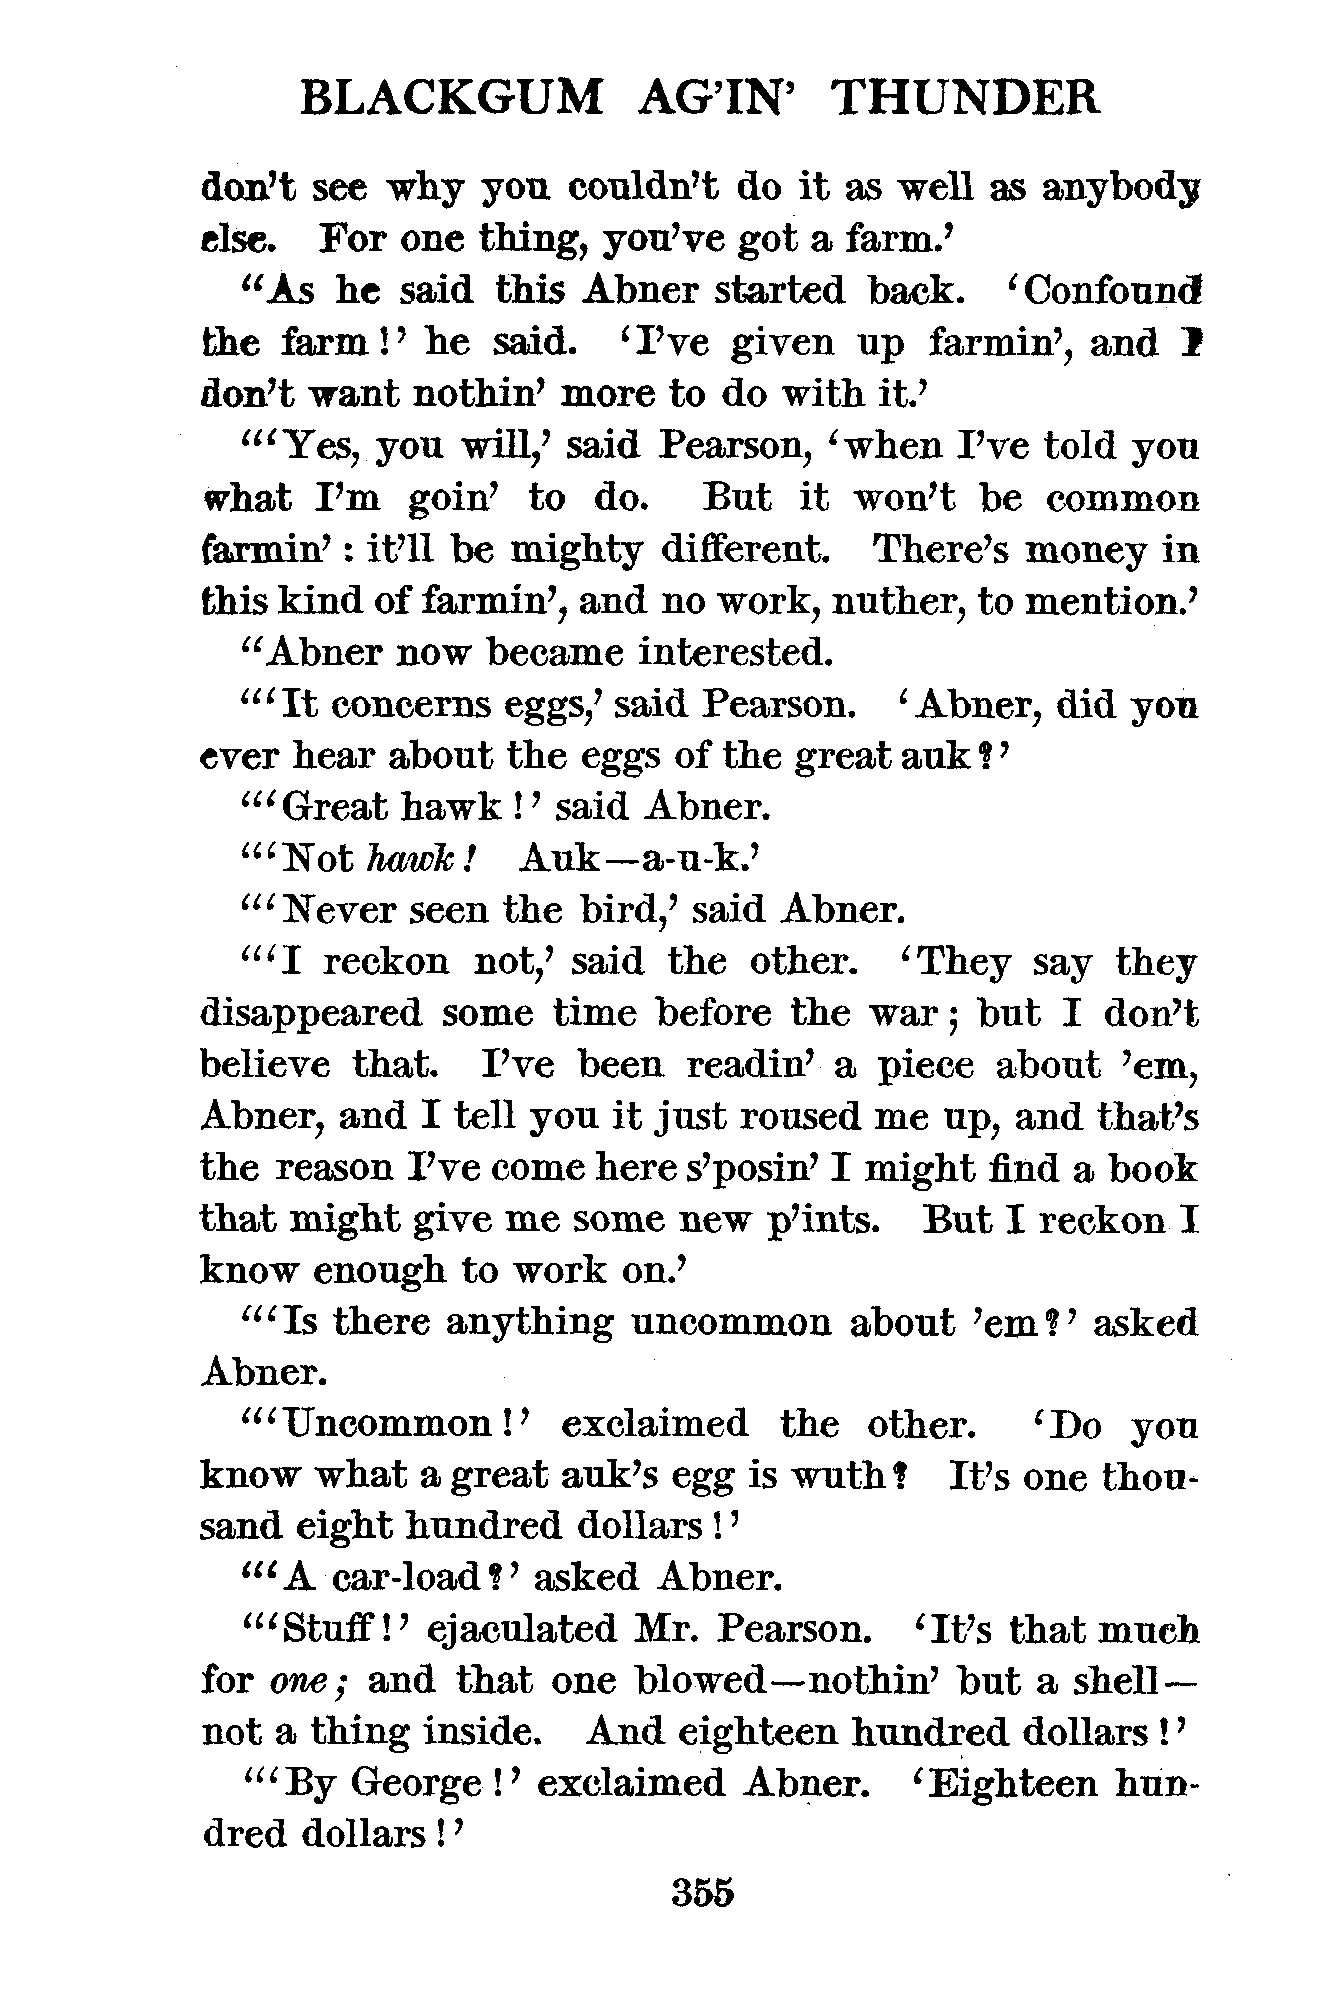 BLACKGUM AG'IN' THUNDER
don't see why you couldn't do it as well as anybody
else. For one thing, you've got a farm.'
"As he said this Abner started back. 'Confound
the farm!' he said. 'I've given up farmin', and I
don't want nothin' more to do with it.'
"'Yes, you will,' said Pearson, 'when I've told you
what I'm goin' to do. But it won't be common
farmin': it'll be mighty different. There's money in
this kind of farmin', and no work, nuther, to mention.'
"Abner now became interested.
"'It concerns eggs,' said Pearson. 'Abner, did you
ever hear about the eggs of the great auk?'
"'Great hawk!' said Abner.
"'Not hawk! Auk—a-u-k.'
"'Never seen the bird,' said Abner.
"'I reckon not,' said the other. 'They say they
disappeared some time before the war; but I don't
believe that. I've been readin' a piece about 'em,
Abner, and I tell you it just roused me up, and that's
the reason I've come here s'posin' I might find a book
that might give me some new p'ints. But I reckon I
know enough to work on.'
"'Is there anything uncommon about 'em?' asked
Abner.
"'Uncommon!' exclaimed the other. 'Do you
know what a great auk's egg is wuth? It's one thou-
sand eight hundred dollars!'
"'A car-load?' asked Abner.
"'Stuff!' ejaculated Mr. Pearson. 'It's that much
for one; and that one blowed—nothin' but a shell—
not a thing inside. And eighteen hundred dollars!'
"'By George!' exclaimed Abner. 'Eighteen hun-
dred dollars!'
355